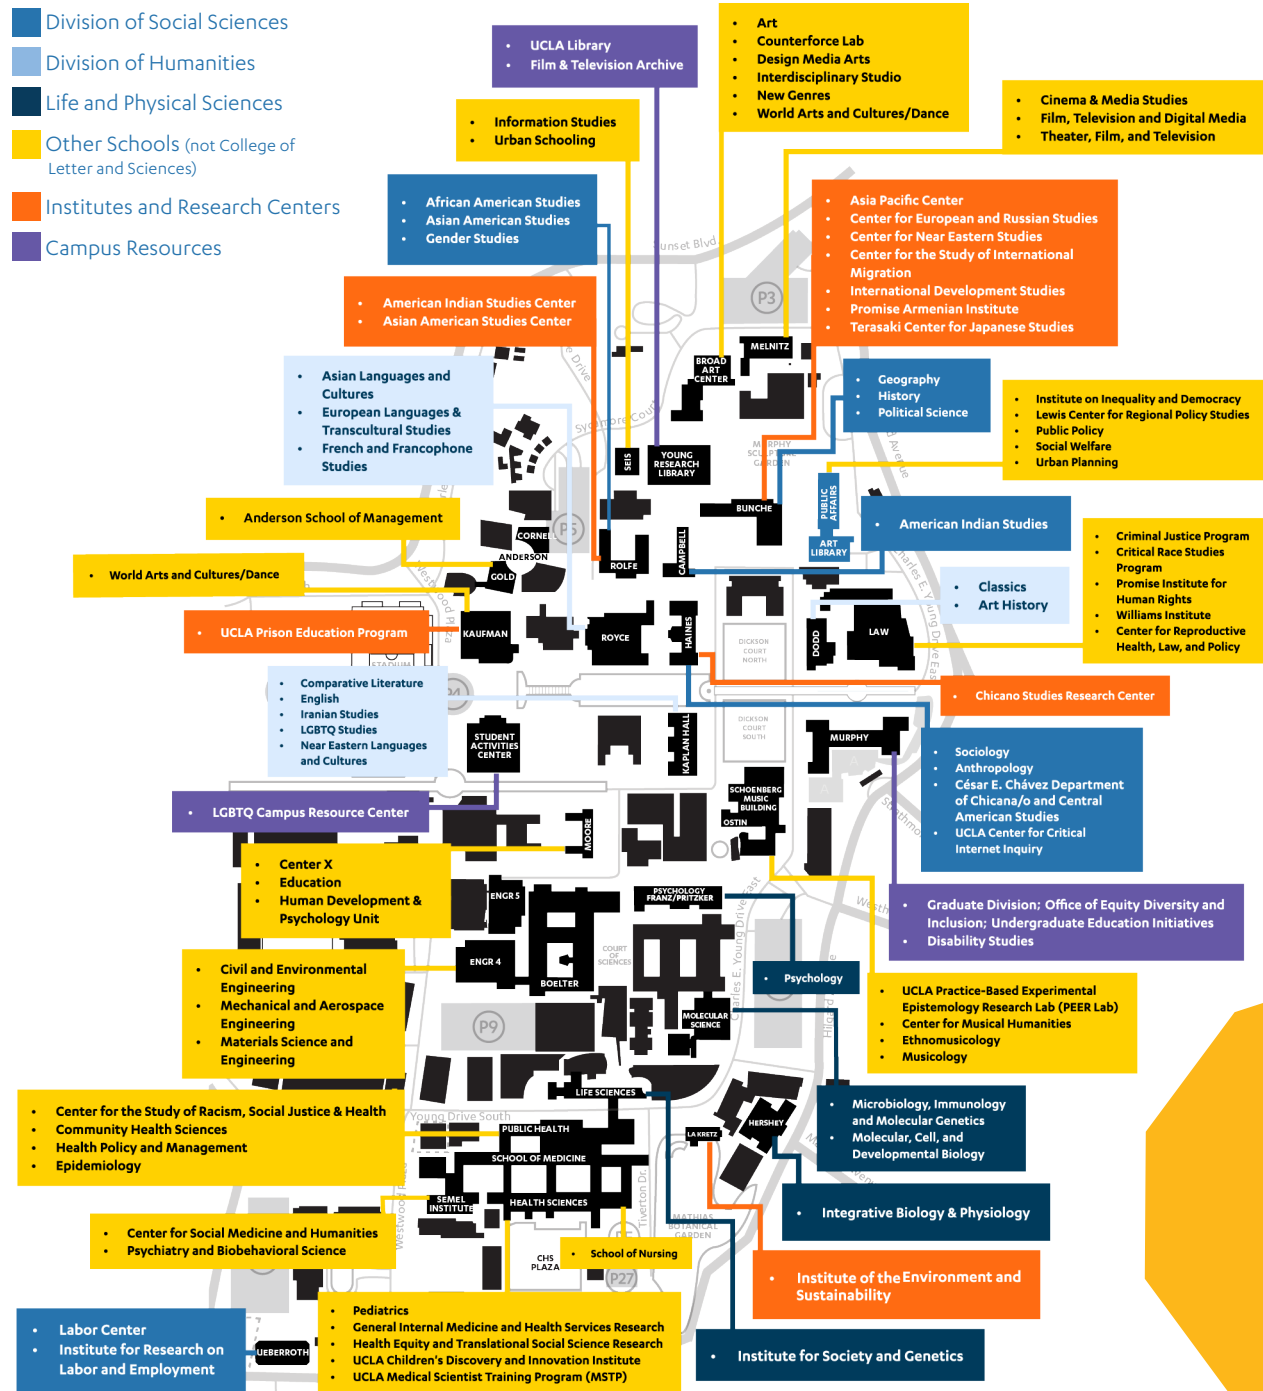 Division of Social Sciences
Division of Humanities
Life and Physical Sciences
Other Schools (not College of
Letter and Sciences)
Institutes and Research Centers
Campus Resources
• UCLA Library
• Film & Television Archive
• Art
• Counterforce Lab
• Design Media Arts
• Interdisciplinary Studio
• New Genres
• World Arts and Cultures/Dance
• Cinema & Media Studies
• Film, Television and Digital Media
• Theater, Film, and Television
• Information Studies
• Urban Schooling
• African American Studies
• Asian American Studies
• Gender Studies
• Asia Pacific Center
• Center for European and Russian Studies
• Center for Near Eastern Studies
• Center for the Study of International
Migration
• International Development Studies
• Promise Armenian Institute
• Terasaki Center for Japanese Studies
Sunset Blvd.
P3
• American Indian Studies Center
• Asian American Studies Center
MELNITZ
BROAD
ART
CENTER
• Asian Languages and
Cultures
• European Languages &
Transcultural Studies
• French and Francophone
Studies
• Geography
• History
• Political Science
• Institute on Inequality and Democracy
• Lewis Center for Regional Policy Studies
• Public Policy
• Social Welfare
• Urban Planning
Drive
Sycamore Court
SEIS
YOUNG
RESEARCH
LIBRARY
MURPHY
SCULPTURE
GARDEN
Avenue
• Anderson School of Management
BUNCHE
PUBLIC
AFFAIRS
• American Indian Studies
P5
CORNELL
ANDERSON
GOLD
ROLFE
CAMPBELL
ART
LIBRARY
• Criminal Justice Program
• Critical Race Studies
Program
• Promise Institute for
Human Rights
• Williams Institute
• Center for Reproductive
Health, Law, and Policy
• World Arts and Cultures/Dance
• Classics
• Art History
Charles E. Young Drive East
Westwood Plaza
• UCLA Prison Education Program
KAUFMAN
ROYCE
HAINES
DICKSON
COURT
NORTH
DODD
LAW
STADIUM
P4
• Comparative Literature
• English
• Iranian Studies
• LGBTQ Studies
• Near Eastern Languages
and Cultures
• Chicano Studies Research Center
STUDENT
ACTIVITIES
CENTER
KAPLAN HALL
DICKSON
COURT
SOUTH
MURPHY
• Sociology
• Anthropology
• César E. Chávez Department
of Chicana/o and Central
American Studies
• UCLA Center for Critical
Internet Inquiry
A
A
SCHOENBERG
MUSIC
BUILDING
OSTIN
• LGBTQ Campus Resource Center
MOORE
• Center X
• Education
• Human Development &
Psychology Unit
ENGR 5
PSYCHOLOGY
FRANZ/PRITZKER
• Graduate Division; Office of Equity Diversity and
Inclusion; Undergraduate Education Initiatives
• Disability Studies
• Civil and Environmental
Engineering
• Mechanical and Aerospace
Engineering
• Materials Science and
Engineering
ENGR 4
BOELTER
COURT
OF
SCIENCES
• Psychology
Charles E. Young Drive East
• UCLA Practice-Based Experimental
Epistemology Research Lab (PEER Lab)
• Center for Musical Humanities
• Ethnomusicology
• Musicology
P9
MOLECULAR
SCIENCE
LIFE SCIENCES
• Center for the Study of Racism, Social Justice & Health
• Community Health Sciences
• Health Policy and Management
• Epidemiology
Young Drive South
PUBLIC HEALTH
LA KRETZ
HERSHEY
• Microbiology, Immunology
and Molecular Genetics
• Molecular, Cell, and
Developmental Biology
SCHOOL OF MEDICINE
SEMEL
INSTITUTE
HEALTH SCIENCES
Tiverton Dr.
MATHIAS
BOTANICAL
GARDEN
• Integrative Biology & Physiology
Westwood Plaza
• Center for Social Medicine and Humanities
• Psychiatry and Biobehavioral Science
CHS
PLAZA
• School of Nursing
P27
• Institute of the Environment and
Sustainability
• Labor Center
• Institute for Research on
Labor and Employment
UEBERROTH
• Pediatrics
• General Internal Medicine and Health Services Research
• Health Equity and Translational Social Science Research
• UCLA Children's Discovery and Innovation Institute
• UCLA Medical Scientist Training Program (MSTP)
• Institute for Society and Genetics